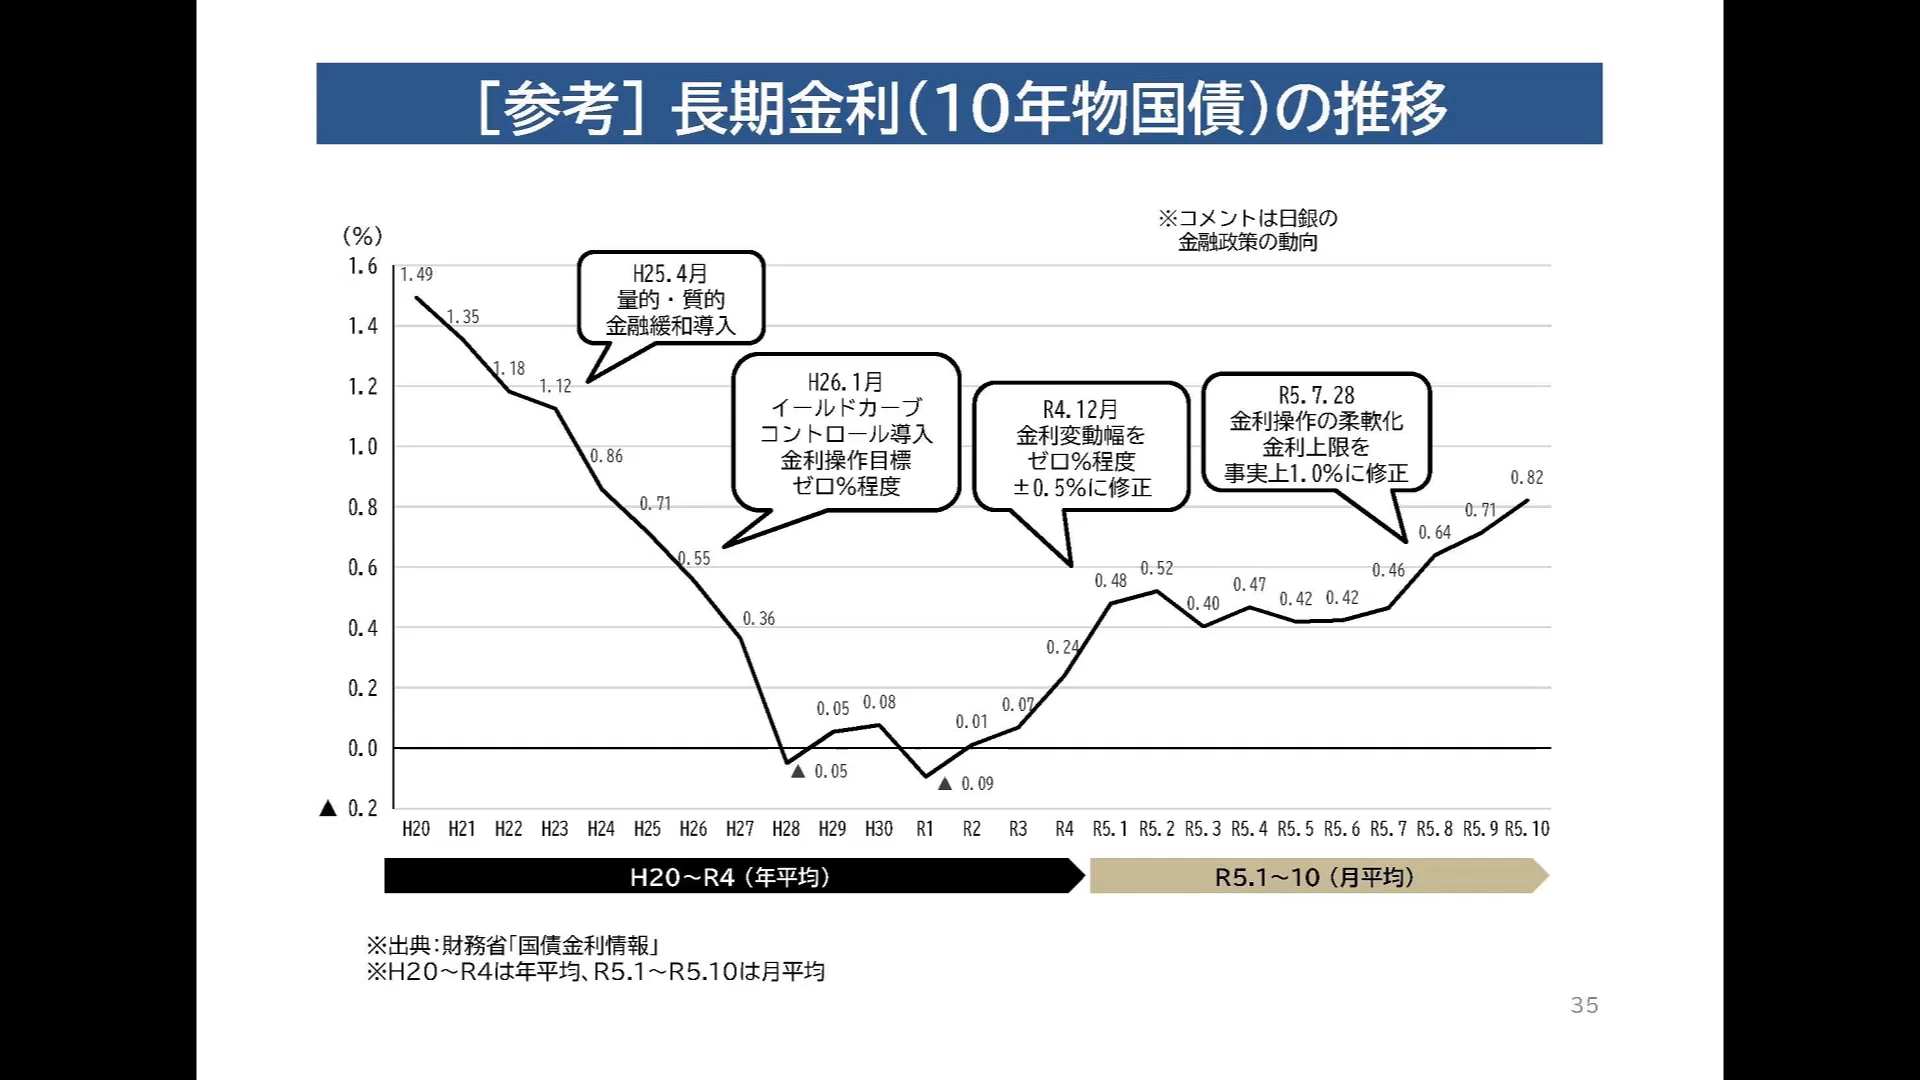 ［参考］長期金利（10年物国債）の推移
※コメントは日銀の
金融政策の動向
（％）
1.6
1.4
1.2
1.0
0.8
0.6
0.4
0.2
0.0
▲ 0.2
1.49
1.35
1.18
1.12
0.86
0.71
0.55
0.36
▲ 0.05
0.05
0.08
▲ 0.09
0.01
0.07
0.24
0.48
0.52
0.40
0.47
0.42
0.42
0.46
0.64
0.71
0.82
H25.4月
量的・質的
金融緩和導入
H26.1月
イールドカーブ
コントロール導入
金利操作目標
ゼロ％程度
R4.12月
金利変動幅を
ゼロ％程度
±0.5％に修正
R5.7.28
金利操作の柔軟化
金利上限を
事実上1.0％に修正
H20 H21 H22 H23 H24 H25 H26 H27 H28 H29 H30 R1 R2 R3 R4 R5.1 R5.2 R5.3 R5.4 R5.5 R5.6 R5.7 R5.8 R5.9 R5.10
H20～R4（年平均）
R5.1～10（月平均）
※出典：財務省「国債金利情報」
※H20～R4は年平均、R5.1～R5.10は月平均
35